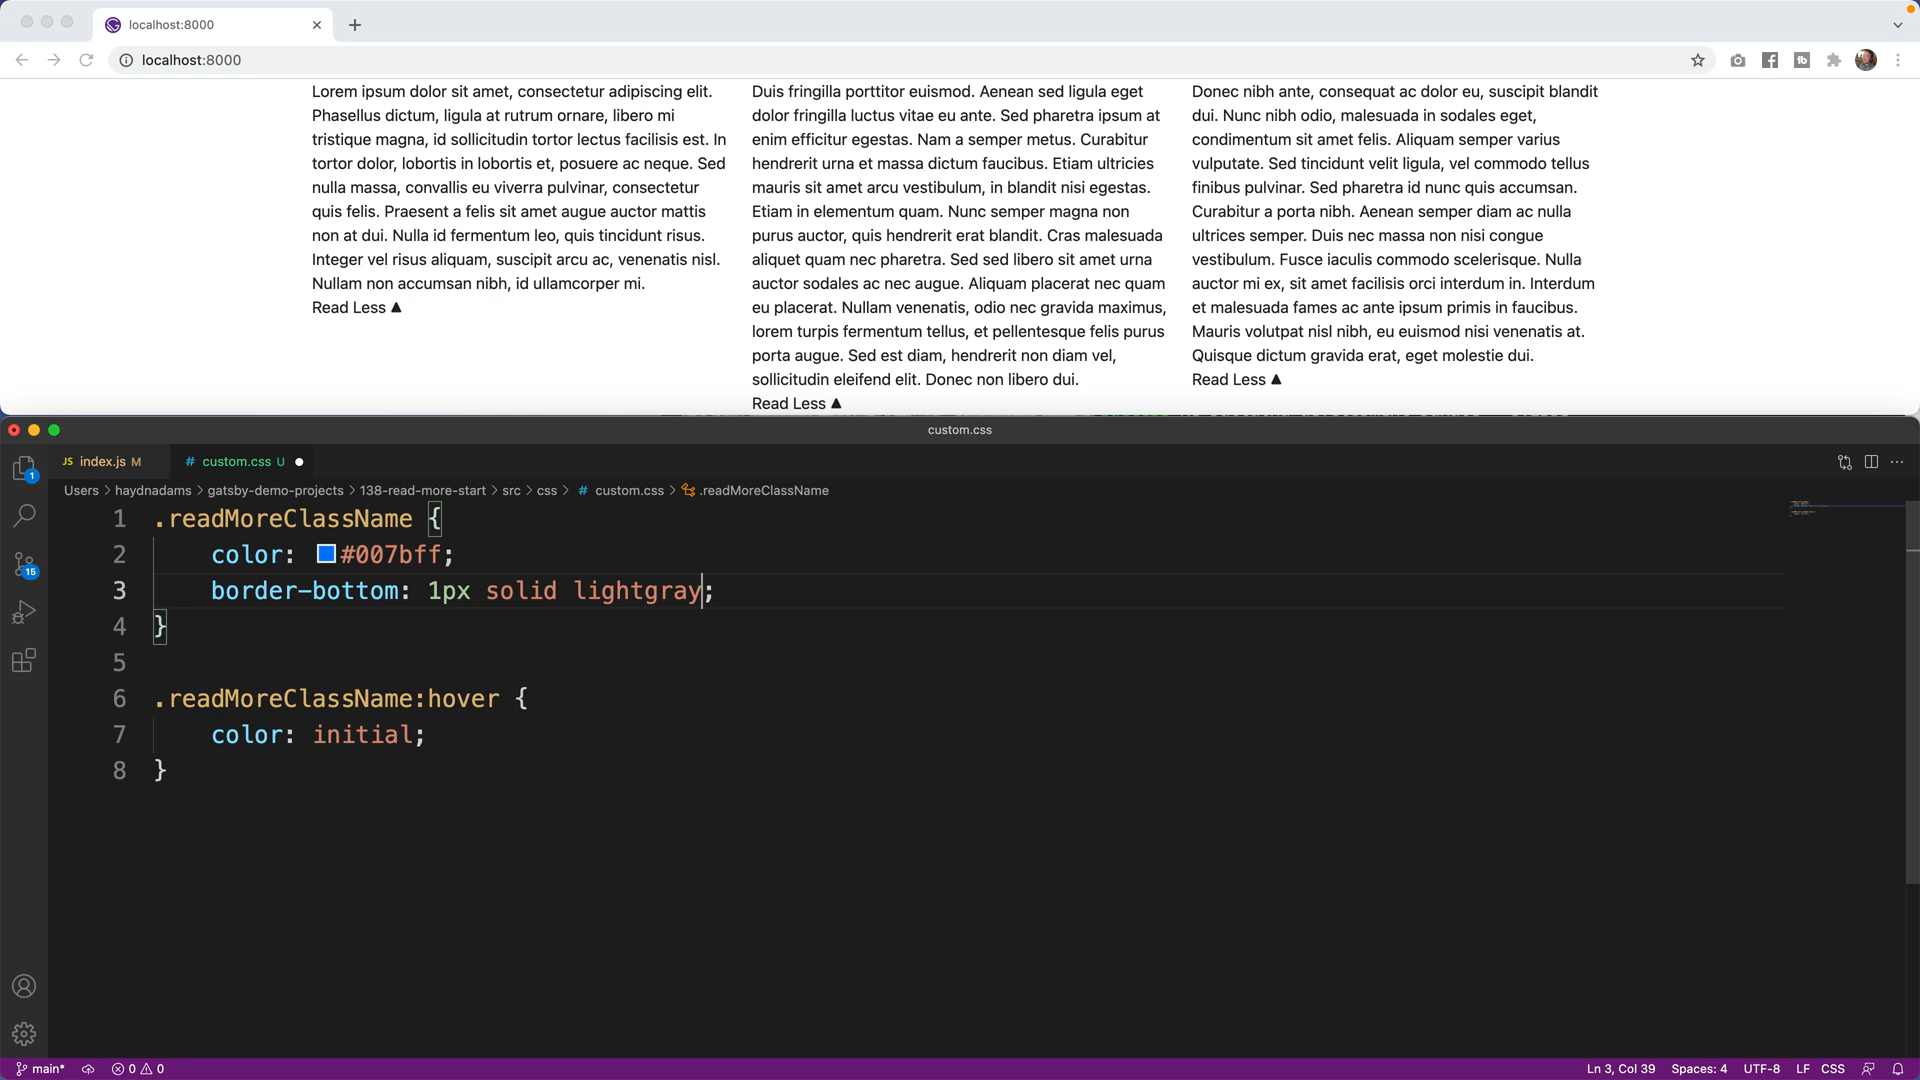 localhost:8000
localhost:8000
Lorem ipsum dolor sit amet, consectetur adipiscing elit.
Phasellus dictum, ligula at rutrum ornare, libero mi
tristique magna, id sollicitudin tortor lectus facilisis est. In
tortor dolor, lobortis in lobortis et, posuere ac neque. Sed
nulla massa, convallis eu viverra pulvinar, consectetur
quis felis. Praesent a felis sit amet augue auctor mattis
non at dui. Nulla id fermentum leo, quis tincidunt risus.
Integer vel risus aliquam, suscipit arcu ac, venenatis nisl.
Nullam non accumsan nibh, id ullamcorper mi.
Read Less ▲
Duis fringilla porttitor euismod. Aenean sed ligula eget
dolor fringilla luctus vitae eu ante. Sed pharetra ipsum at
enim efficitur egestas. Nam a semper metus. Curabitur
hendrerit urna et massa dictum faucibus. Etiam ultricies
mauris sit amet arcu vestibulum, in blandit nisi egestas.
Etiam in elementum quam. Nunc semper magna non
purus auctor, quis hendrerit erat blandit. Cras malesuada
aliquet quam nec pharetra. Sed sed libero sit amet urna
auctor sodales ac nec augue. Aliquam placerat nec quam
eu placerat. Nullam venenatis, odio nec gravida maximus,
lorem turpis fermentum tellus, et pellentesque felis purus
porta augue. Sed est diam, hendrerit non diam vel,
sollicitudin eleifend elit. Donec non libero dui.
Read Less ▲
Donec nibh ante, consequat ac dolor eu, suscipit blandit
dui. Nunc nibh odio, malesuada in sodales eget,
condimentum sit amet felis. Aliquam semper varius
vulputate. Sed tincidunt velit ligula, vel commodo tellus
finibus pulvinar. Sed pharetra id nunc quis accumsan.
Curabitur a porta nibh. Aenean semper diam ac nulla
ultrices semper. Duis nec massa non nisi congue
vestibulum. Fusce iaculis commodo scelerisque. Nulla
auctor mi ex, sit amet facilisis orci interdum in. Interdum
et malesuada fames ac ante ipsum primis in faucibus.
Mauris volutpat nisl nibh, eu euismod nisi venenatis at.
Quisque dictum gravida erat, eget molestie dui.
Read Less ▲
custom.css
JS index.js M
# custom.css U ●
Users > haydnadams > gatsby-demo-projects > 138-read-more-start > src > css > # custom.css > .readMoreClassName
1 .readMoreClassName {
2 color: #007bff;
3 border-bottom: 1px solid lightgray;
4 }
5
6 .readMoreClassName:hover {
7 color: initial;
8 }
1
15
main* 0 0 Ln 3, Col 39 Spaces: 4 UTF-8 LF CSS